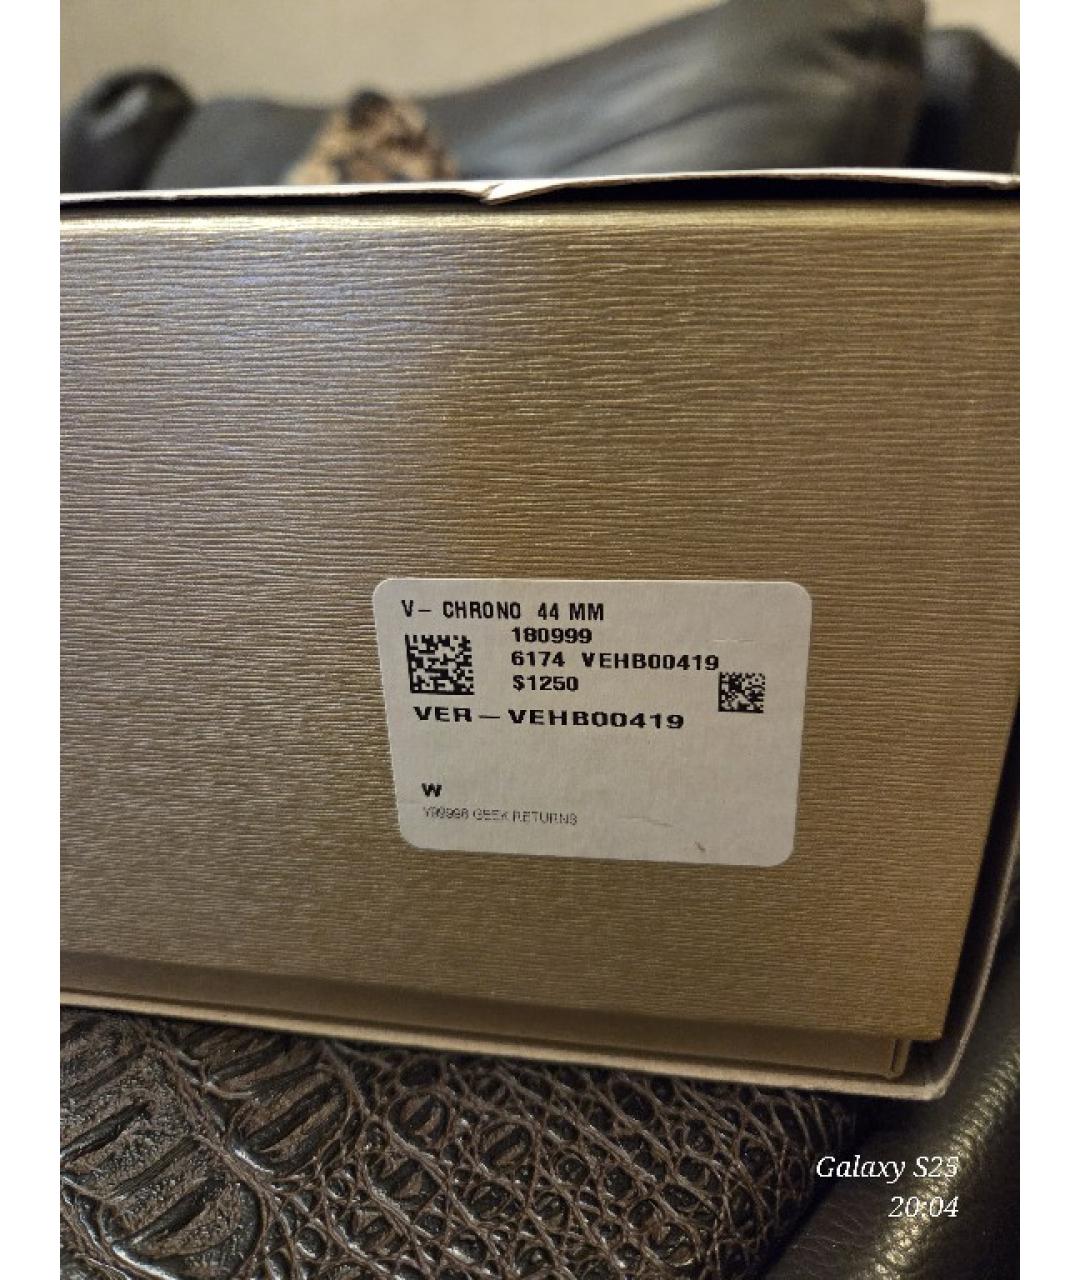 V- CHRONO 44 MM
180999
6174 VEHB00419
$1250
VER-VEHB00419
W
Y99998 GEEK RETURNS
Galaxy S25
20:04